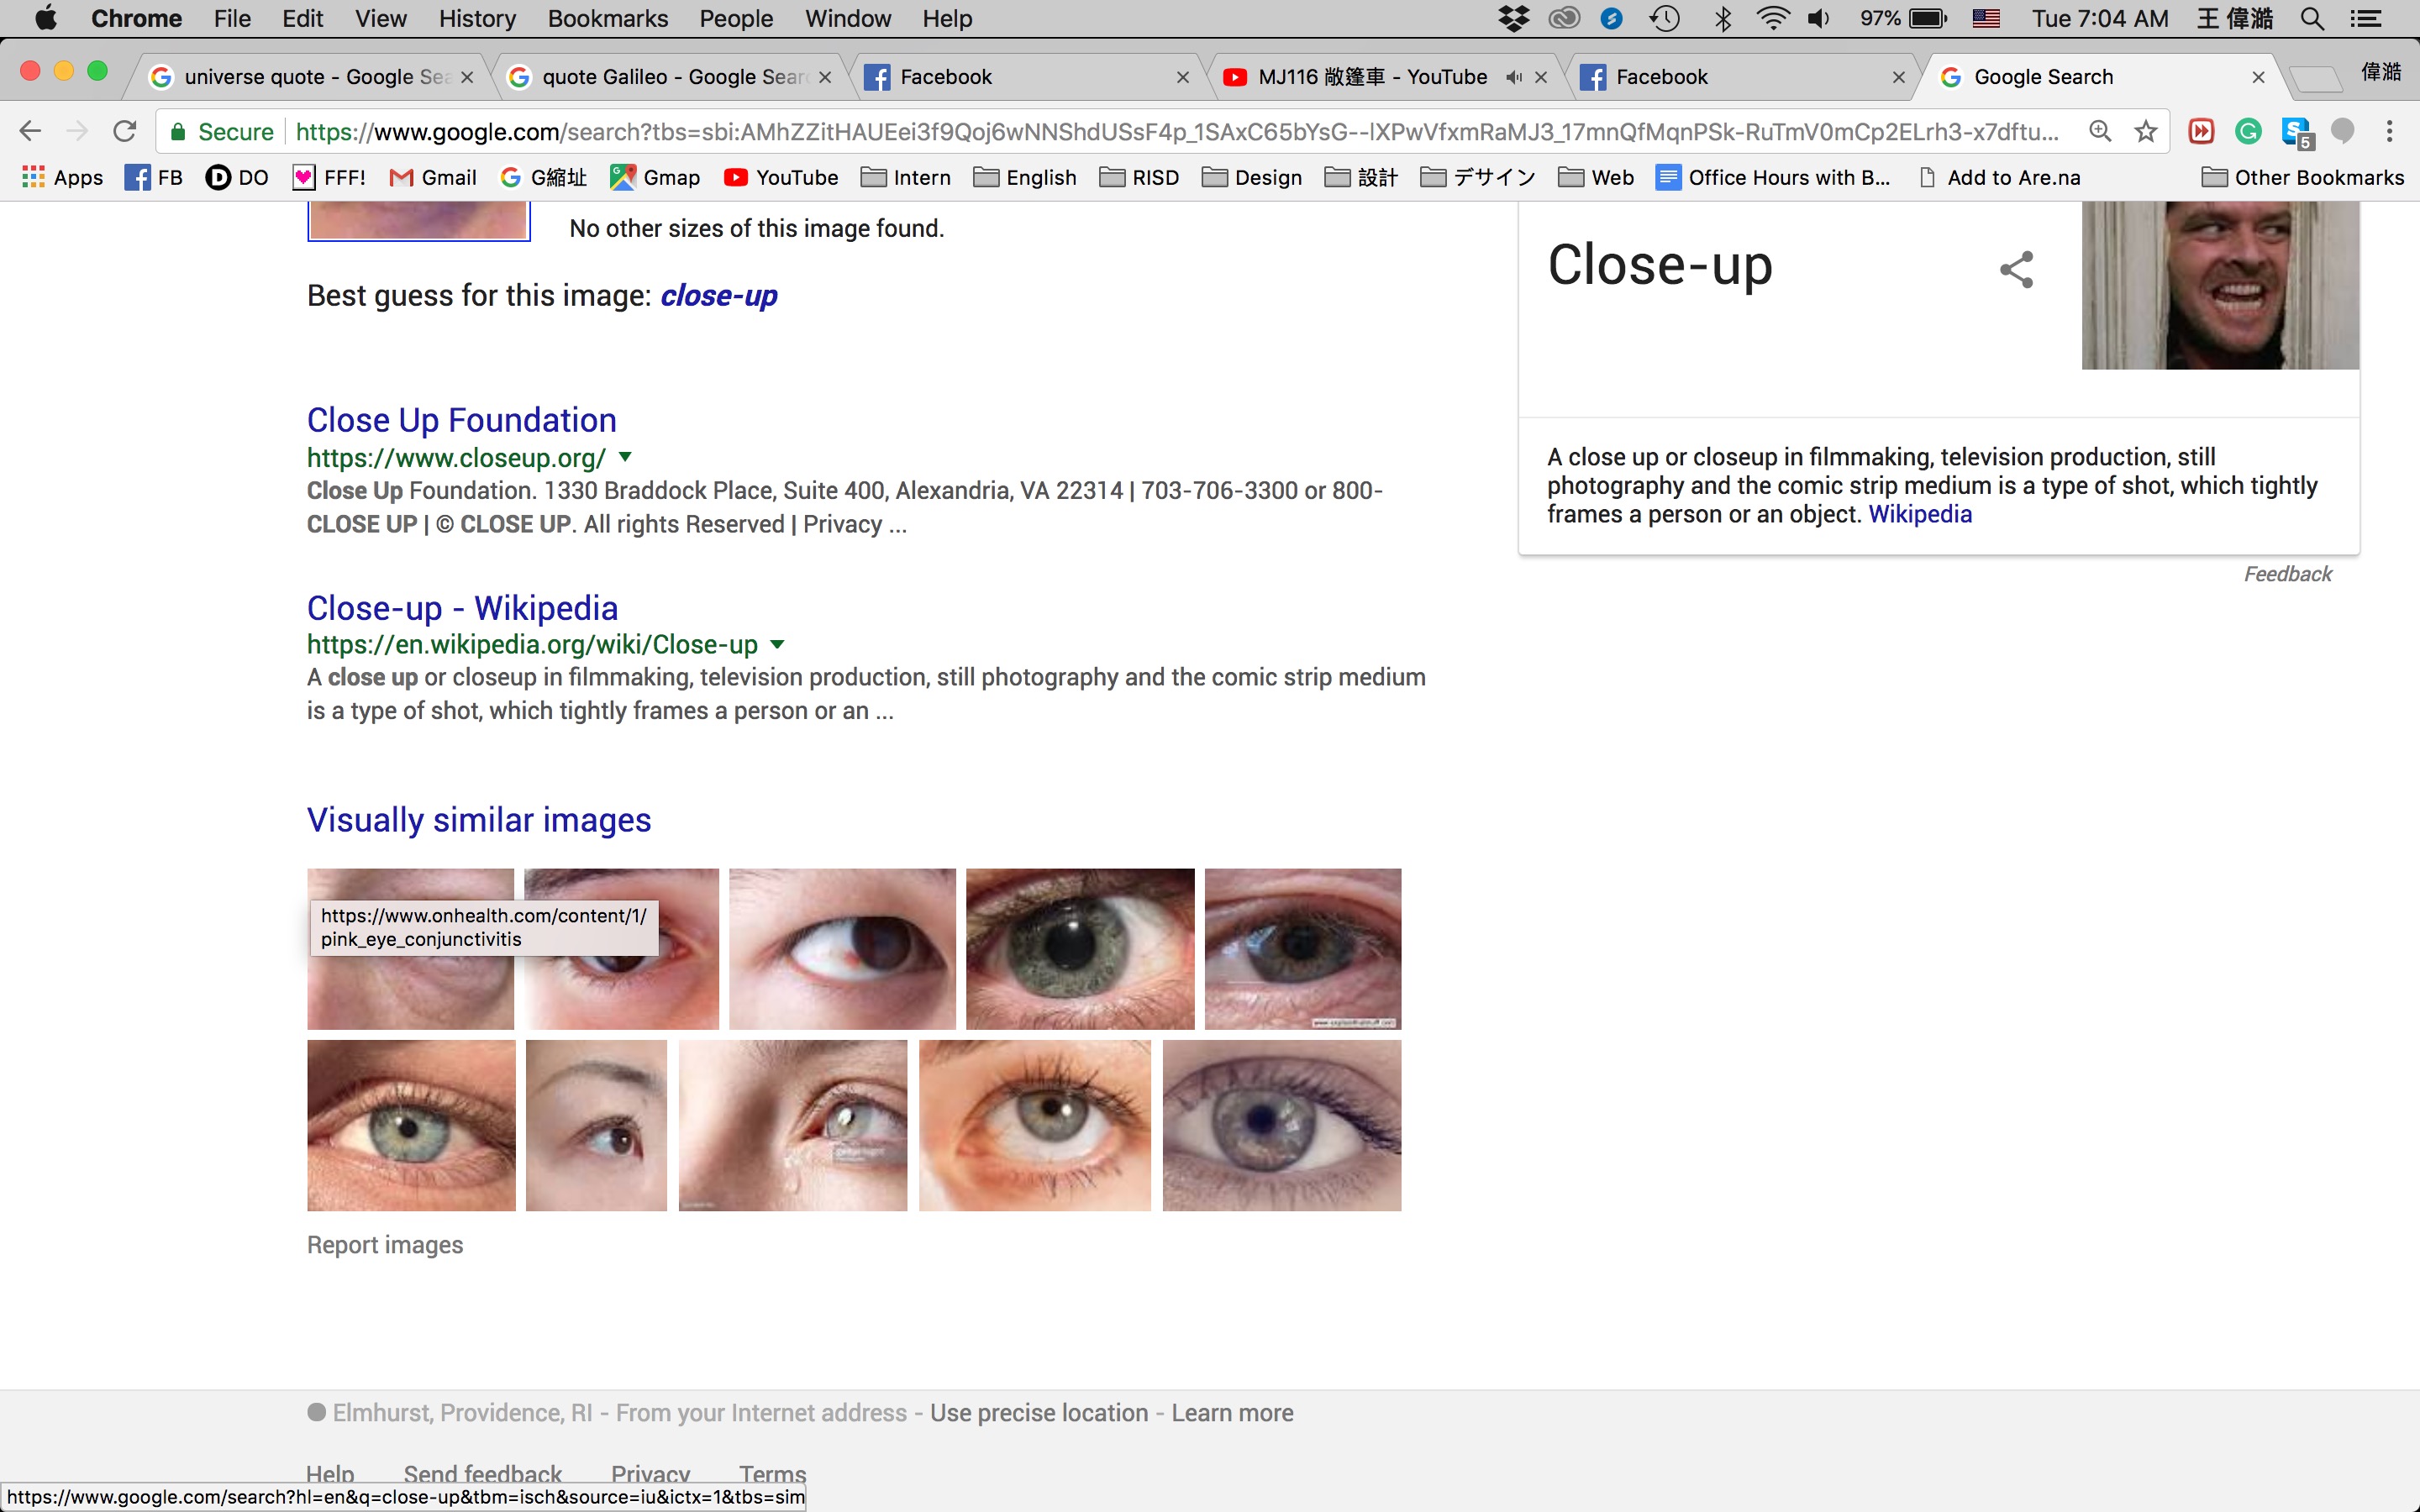 Chrome File Edit View History Bookmarks People Window Help 97% Tue 7:04 AM 王 偉澔
universe quote - Google Sea
quote Galileo - Google Searc
Facebook
MJ116 敞篷車 - YouTube
Facebook
Google Search
偉澔
Secure https://www.google.com/search?tbs=sbi:AMhZZitHAUEei3f9Qoj6wNNShdUSsF4p_1SAxC65bYsG--lXPwVfxmRaMJ3_17mnQfMqnPSk-RuTmV0mCp2ELrh3-x7dftu...
5
Apps FB DO FFF! Gmail G縮址 Gmap YouTube Intern English RISD Design 設計 デザイン Web Office Hours with B... Add to Are.na Other Bookmarks
No other sizes of this image found.
Best guess for this image: close-up
Close Up Foundation
https://www.closeup.org/
Close Up Foundation. 1330 Braddock Place, Suite 400, Alexandria, VA 22314 | 703-706-3300 or 800-
CLOSE UP | © CLOSE UP. All rights Reserved | Privacy ...
Close-up - Wikipedia
https://en.wikipedia.org/wiki/Close-up
A close up or closeup in filmmaking, television production, still photography and the comic strip medium
is a type of shot, which tightly frames a person or an ...
Visually similar images
https://www.onhealth.com/content/1/
pink_eye_conjunctivitis
Report images
Close-up
A close up or closeup in filmmaking, television production, still
photography and the comic strip medium is a type of shot, which tightly
frames a person or an object. Wikipedia
Feedback
Elmhurst, Providence, RI - From your Internet address - Use precise location - Learn more
Help Send feedback Privacy Terms
https://www.google.com/search?hl=en&q=close-up&tbm=isch&source=iu&ictx=1&tbs=sim